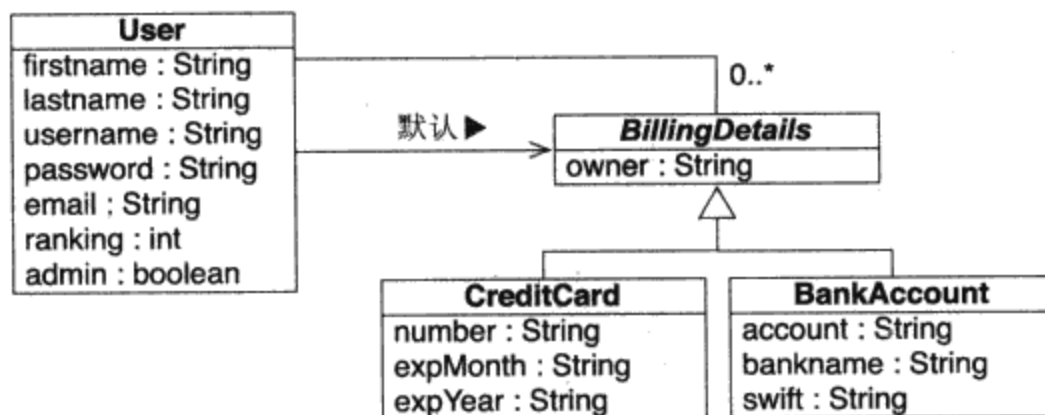 User
firstname : String
lastname : String
username : String
password : String
email : String
ranking : int
admin : boolean
0..*
默认▶
BillingDetails
owner : String
CreditCard
number : String
expMonth : String
expYear : String
BankAccount
account : String
bankname : String
swift : String